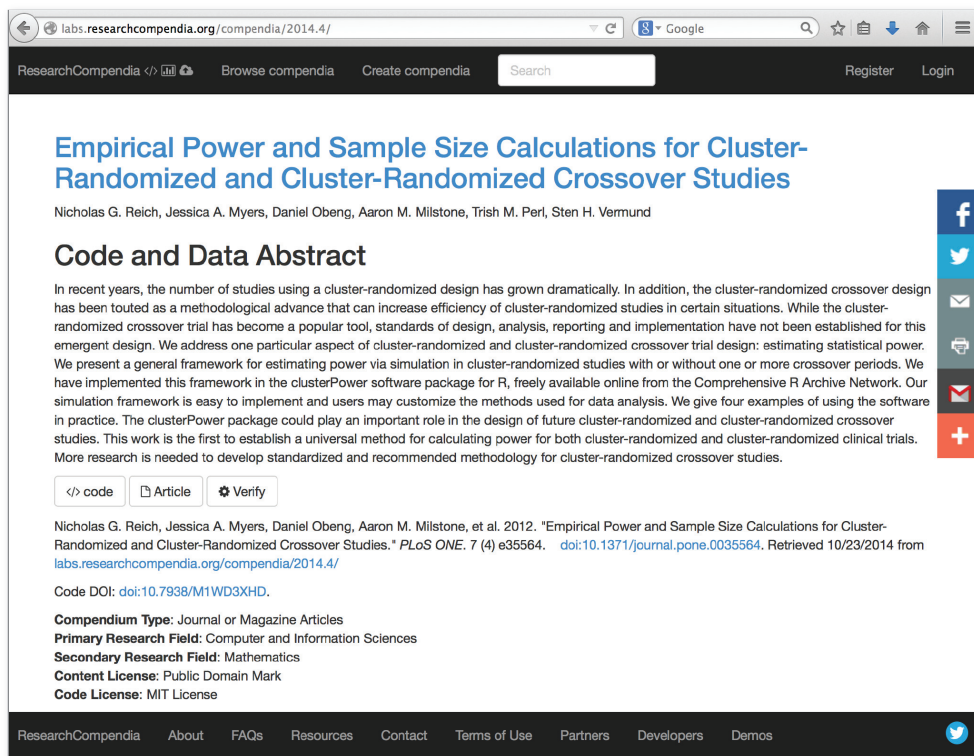 labs.researchcompendia.org/compendia/2014.4/
Google
ResearchCompendia </>
Browse compendia
Create compendia
Search
Register
Login
Empirical Power and Sample Size Calculations for Cluster-
Randomized and Cluster-Randomized Crossover Studies
Nicholas G. Reich, Jessica A. Myers, Daniel Obeng, Aaron M. Milstone, Trish M. Perl, Sten H. Vermund
Code and Data Abstract
In recent years, the number of studies using a cluster-randomized design has grown dramatically. In addition, the cluster-randomized crossover design
has been touted as a methodological advance that can increase efficiency of cluster-randomized studies in certain situations. While the cluster-
randomized crossover trial has become a popular tool, standards of design, analysis, reporting and implementation have not been established for this
emergent design. We address one particular aspect of cluster-randomized and cluster-randomized crossover trial design: estimating statistical power.
We present a general framework for estimating power via simulation in cluster-randomized studies with or without one or more crossover periods. We
have implemented this framework in the clusterPower software package for R, freely available online from the Comprehensive R Archive Network. Our
simulation framework is easy to implement and users may customize the methods used for data analysis. We give four examples of using the software
in practice. The clusterPower package could play an important role in the design of future cluster-randomized and cluster-randomized crossover
studies. This work is the first to establish a universal method for calculating power for both cluster-randomized and cluster-randomized clinical trials.
More research is needed to develop standardized and recommended methodology for cluster-randomized crossover studies.
</> code
Article
Verify
Nicholas G. Reich, Jessica A. Myers, Daniel Obeng, Aaron M. Milstone, et al. 2012. "Empirical Power and Sample Size Calculations for Cluster-
Randomized and Cluster-Randomized Crossover Studies." PLoS ONE. 7 (4) e35564. doi:10.1371/journal.pone.0035564. Retrieved 10/23/2014 from
labs.researchcompendia.org/compendia/2014.4/
Code DOI: doi:10.7938/M1WD3XHD.
Compendium Type: Journal or Magazine Articles
Primary Research Field: Computer and Information Sciences
Secondary Research Field: Mathematics
Content License: Public Domain Mark
Code License: MIT License
ResearchCompendia
About
FAQs
Resources
Contact
Terms of Use
Partners
Developers
Demos